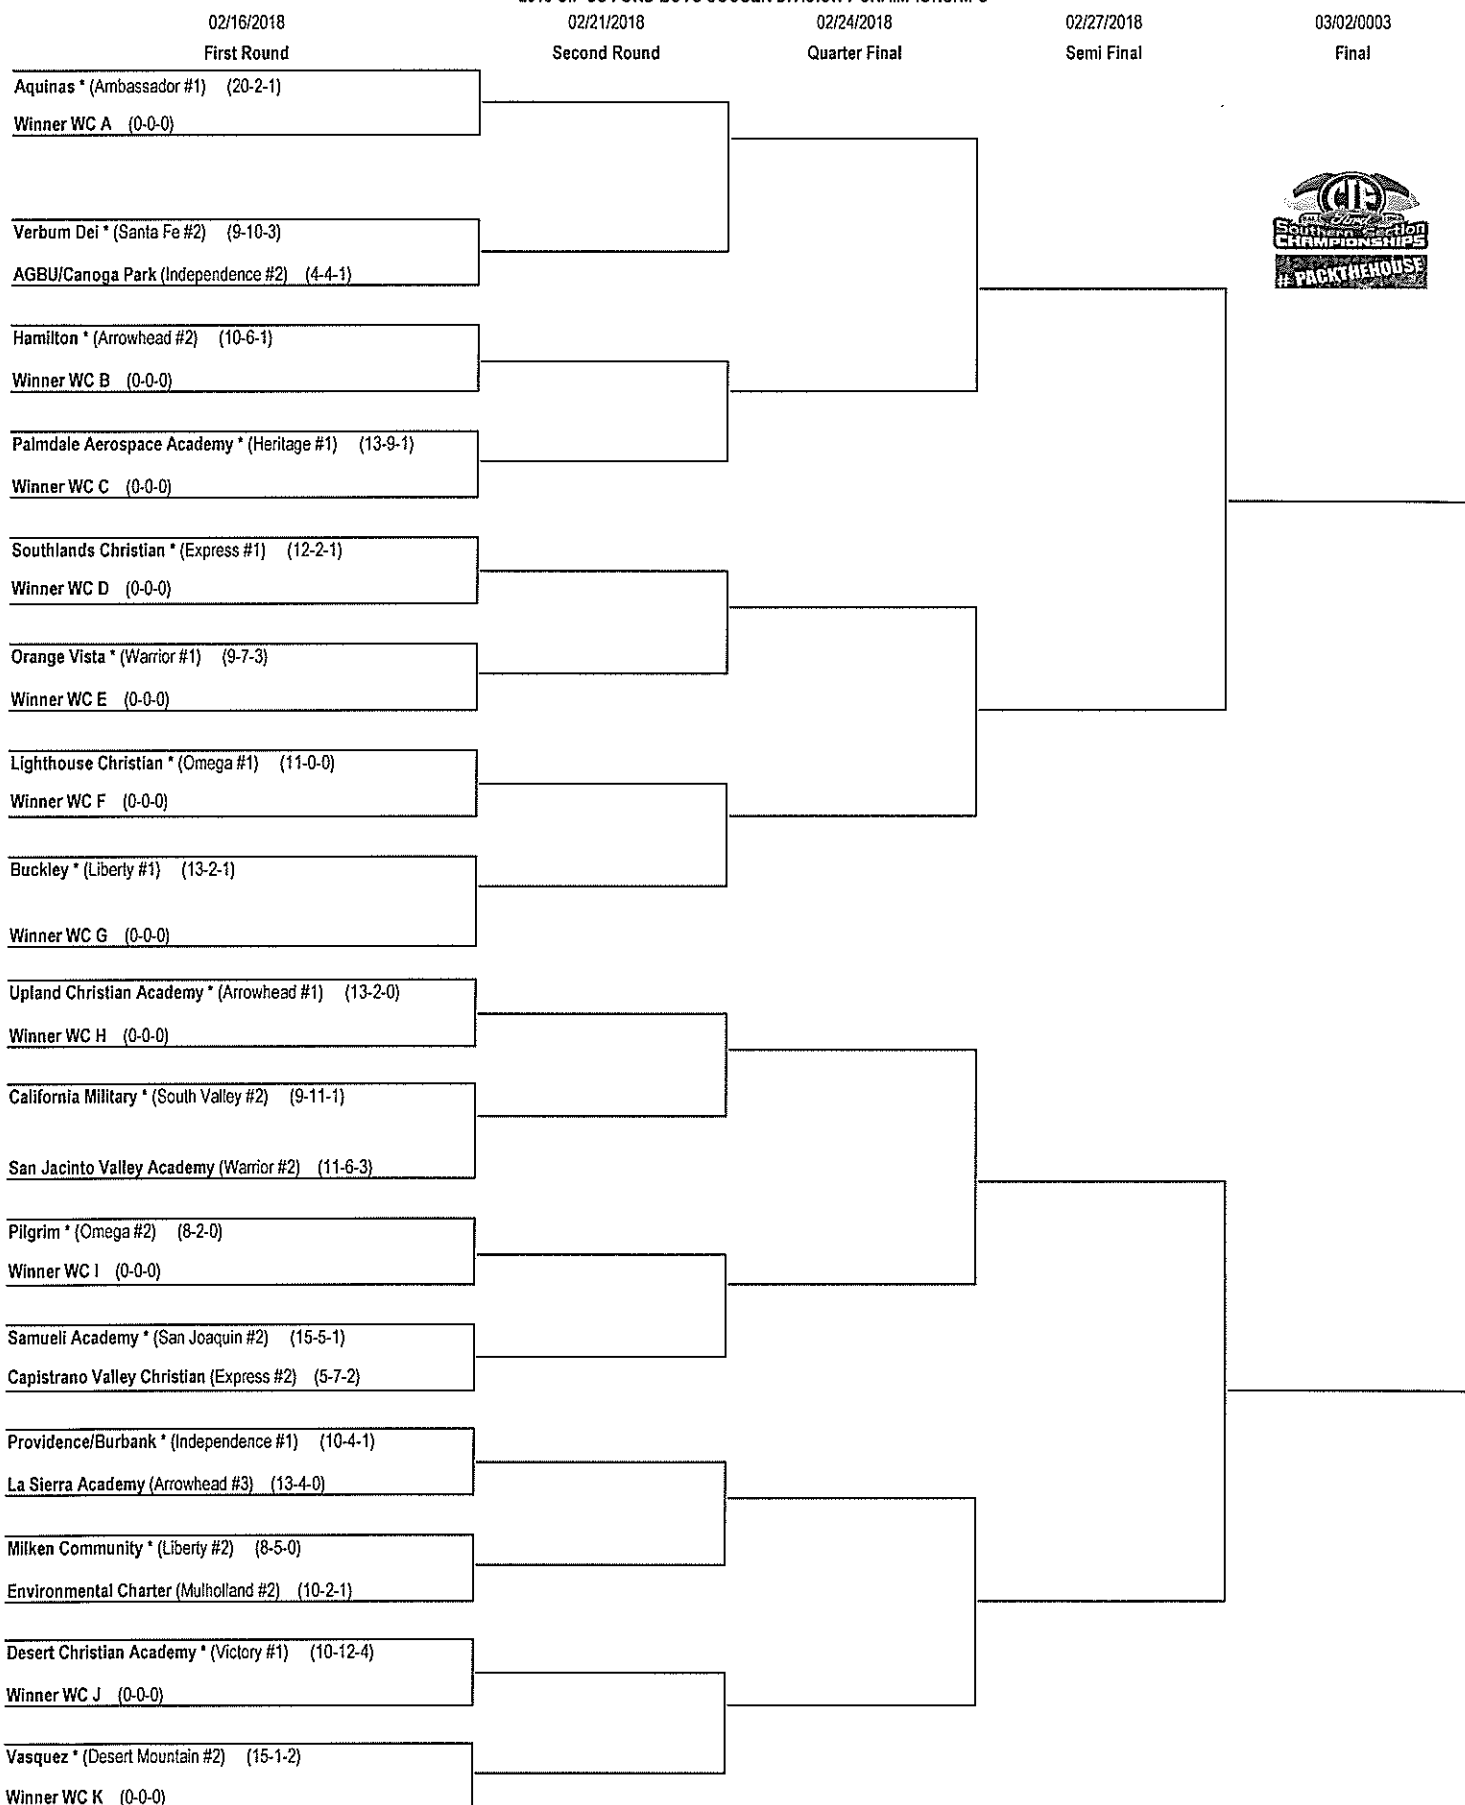 02/16/2018 02/21/2018 02/24/2018 02/27/2018 03/02/0003
First Round Second Round Quarter Final Semi Final Final
Aquinas * (Ambassador #1) (20-2-1)
Winner WC A (0-0-0)
CIF
Ford
Southern Section
CHAMPIONSHIPS
# PACKTHEHOUSE
Verbum Dei * (Santa Fe #2) (9-10-3)
AGBU/Canoga Park (Independence #2) (4-4-1)
Hamilton * (Arrowhead #2) (10-6-1)
Winner WC B (0-0-0)
Palmdale Aerospace Academy * (Heritage #1) (13-9-1)
Winner WC C (0-0-0)
Southlands Christian * (Express #1) (12-2-1)
Winner WC D (0-0-0)
Orange Vista * (Warrior #1) (9-7-3)
Winner WC E (0-0-0)
Lighthouse Christian * (Omega #1) (11-0-0)
Winner WC F (0-0-0)
Buckley * (Liberty #1) (13-2-1)
Winner WC G (0-0-0)
Upland Christian Academy * (Arrowhead #1) (13-2-0)
Winner WC H (0-0-0)
California Military * (South Valley #2) (9-11-1)
San Jacinto Valley Academy (Warrior #2) (11-6-3)
Pilgrim * (Omega #2) (8-2-0)
Winner WC I (0-0-0)
Samueli Academy * (San Joaquin #2) (15-5-1)
Capistrano Valley Christian (Express #2) (5-7-2)
Providence/Burbank * (Independence #1) (10-4-1)
La Sierra Academy (Arrowhead #3) (13-4-0)
Milken Community * (Liberty #2) (8-5-0)
Environmental Charter (Mulholland #2) (10-2-1)
Desert Christian Academy * (Victory #1) (10-12-4)
Winner WC J (0-0-0)
Vasquez * (Desert Mountain #2) (15-1-2)
Winner WC K (0-0-0)